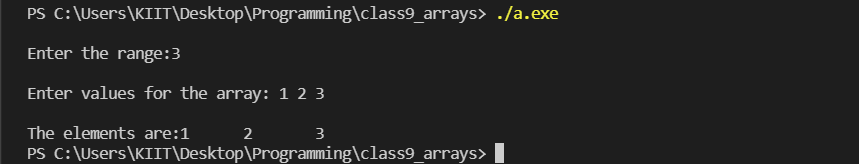 PS C:\Users\KIIT\Desktop\Programming\class9_arrays> ./a.exe
Enter the range:3
Enter values for the array: 1 2 3
The elements are:1      2       3
PS C:\Users\KIIT\Desktop\Programming\class9_arrays>